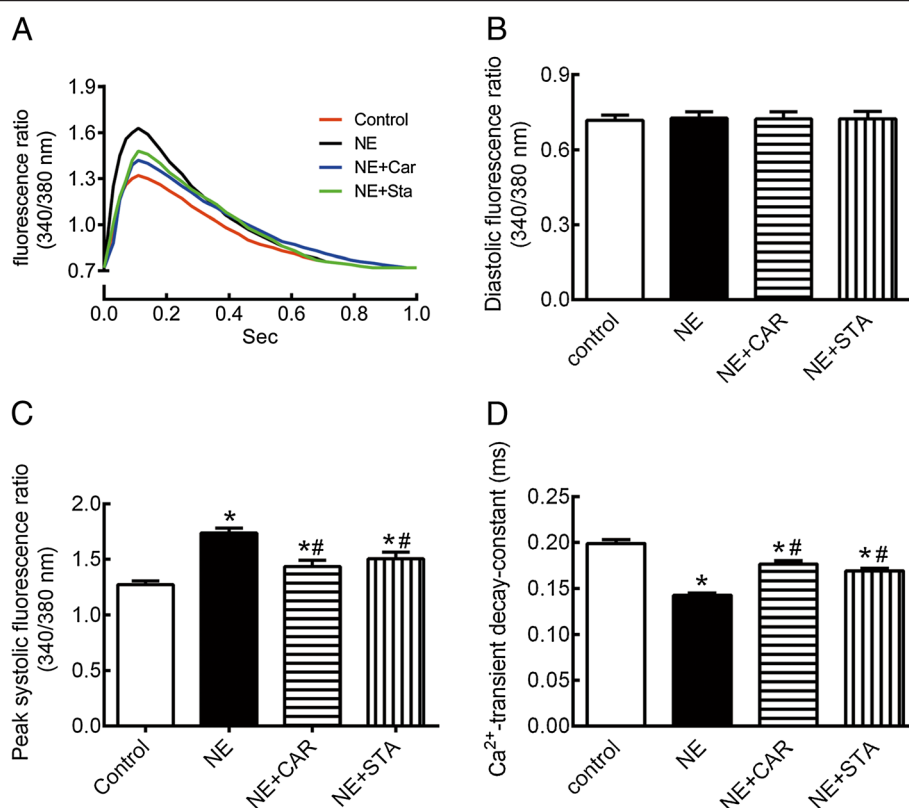 A
fluorescence ratio
(340/380 nm)
1.9
1.6
1.3
1.0
0.7
0.0 0.2 0.4 0.6 0.8 1.0
Sec
Control
NE
NE+Car
NE+Sta
B
Diastolic fluorescence ratio
(340/380 nm)
0.9
0.6
0.3
0.0
control NE NE+CAR NE+STA
C
Peak systolic fluorescence ratio
(340/380 nm)
2.0
1.5
1.0
0.5
0.0
* *# *#
Control NE NE+CAR NE+STA
D
Ca²⁺-transient decay-constant (ms)
0.25
0.20
0.15
0.10
0.05
0.00
* *# *#
control NE NE+CAR NE+STA